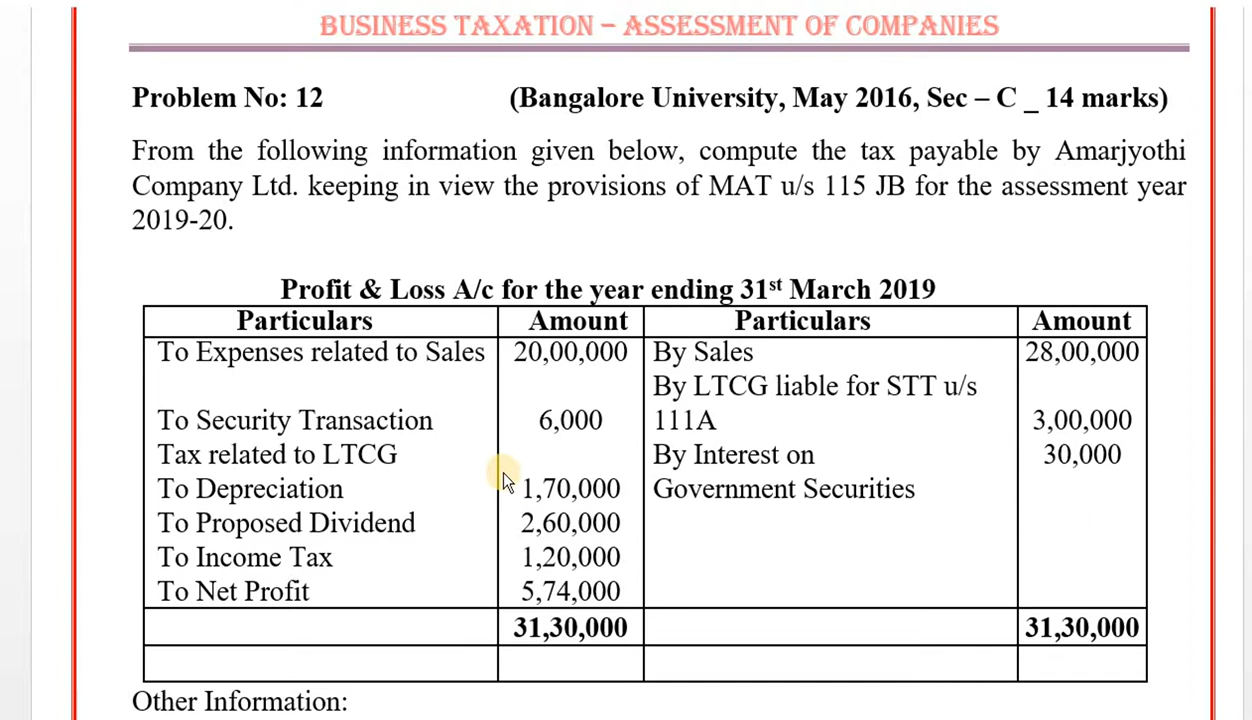 BUSINESS TAXATION – ASSESSMENT OF COMPANIES
Problem No: 12 (Bangalore University, May 2016, Sec – C _ 14 marks)
From the following information given below, compute the tax payable by Amarjyothi
Company Ltd. keeping in view the provisions of MAT u/s 115 JB for the assessment year
2019-20.
Profit & Loss A/c for the year ending 31st March 2019
Particulars Amount Particulars Amount
To Expenses related to Sales 20,00,000 By Sales 28,00,000
By LTCG liable for STT u/s
To Security Transaction 6,000 111A 3,00,000
Tax related to LTCG By Interest on 30,000
To Depreciation 1,70,000 Government Securities
To Proposed Dividend 2,60,000
To Income Tax 1,20,000
To Net Profit 5,74,000
31,30,000 31,30,000
Other Information: